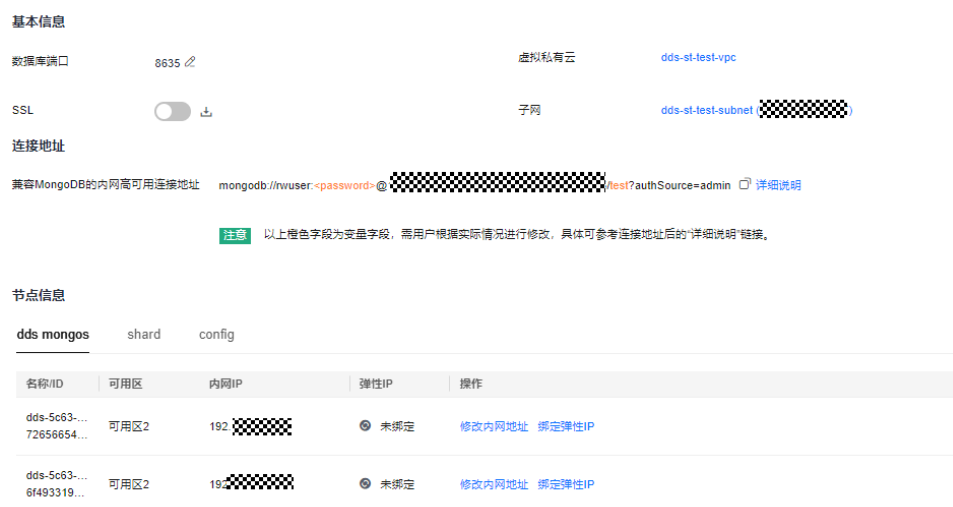 基本信息
数据库端口 8635 虚拟私有云 dds-st-test-vpc
SSL 子网 dds-st-test-subnet ( )
连接地址
兼容MongoDB的内网高可用连接地址 mongodb://rwuser:<password>@ /test?authSource=admin 详细说明
注意 以上橙色字段为变量字段，需用户根据实际情况进行修改，具体可参考连接地址后的“详细说明”链接。
节点信息
dds mongos shard config
名称/ID 可用区 内网IP 弹性IP 操作
dds-5c63-...
72656654... 可用区2 192. 未绑定 修改内网地址 绑定弹性IP
dds-5c63-...
6f493319... 可用区2 192 未绑定 修改内网地址 绑定弹性IP